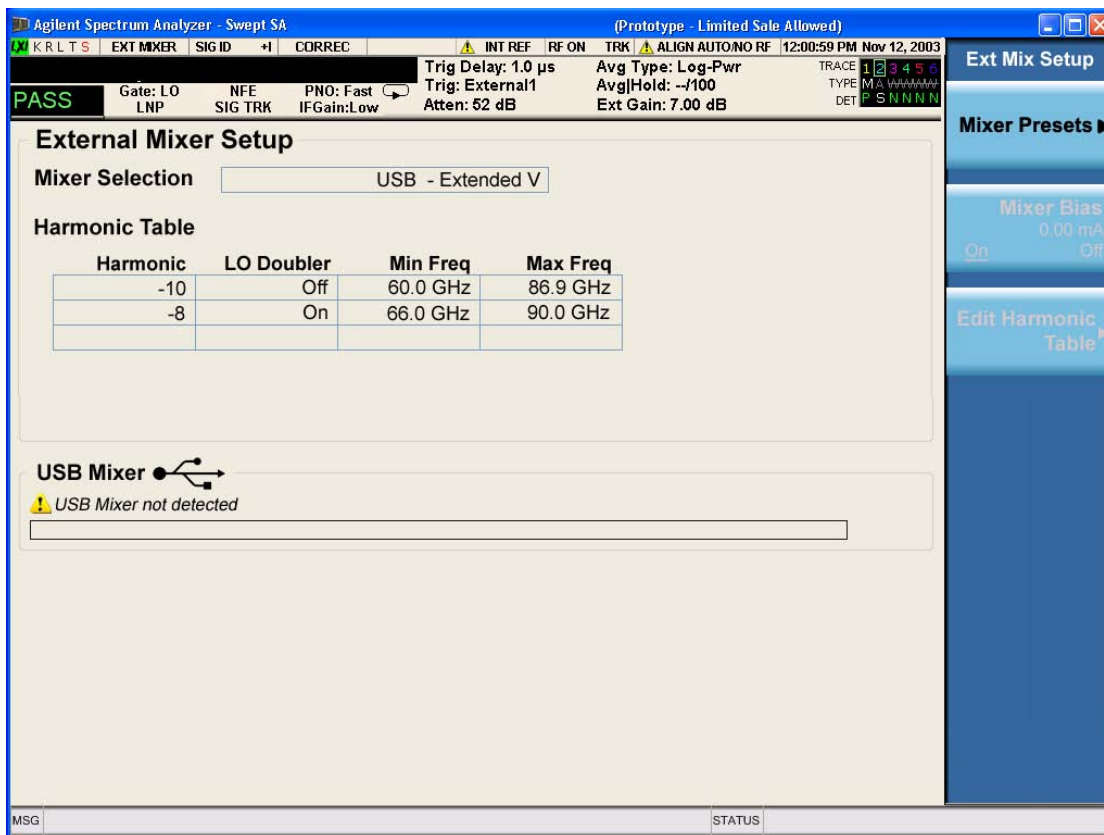 Agilent Spectrum Analyzer - Swept SA (Prototype - Limited Sale Allowed)
LXI K R L T S EXT MIXER SIG ID +I CORREC INT REF RF ON TRK ALIGN AUTO/NO RF 12:00:59 PM Nov 12, 2003
PASS
Gate: LO
LNP
NFE
SIG TRK
PNO: Fast
IFGain:Low
Trig Delay: 1.0 µs
Trig: External1
Atten: 52 dB
Avg Type: Log-Pwr
Avg|Hold: --/100
Ext Gain: 7.00 dB
TRACE 1 2 3 4 5 6
TYPE M A W W W W
DET P S N N N N
External Mixer Setup
Mixer Selection USB - Extended V
Harmonic Table
Harmonic LO Doubler Min Freq Max Freq
-10 Off 60.0 GHz 86.9 GHz
-8 On 66.0 GHz 90.0 GHz
USB Mixer
USB Mixer not detected
Ext Mix Setup
Mixer Presets
Mixer Bias
0.00 mA
On Off
Edit Harmonic
Table
MSG STATUS